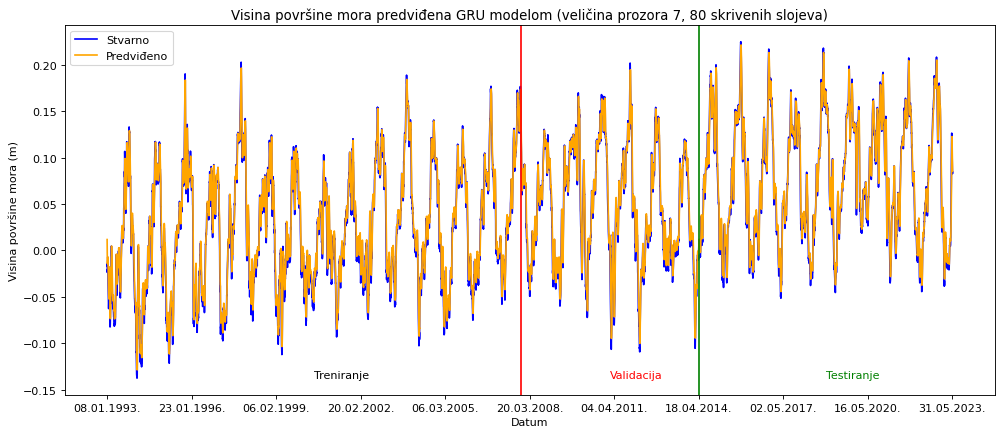 Visina površine mora predviđena GRU modelom (veličina prozora 7, 80 skrivenih slojeva)
Stvarno
Predviđeno
Visina površine mora (m)
0.20
0.15
0.10
0.05
0.00
−0.05
−0.10
−0.15
Treniranje
Validacija
Testiranje
08.01.1993.
23.01.1996.
06.02.1999.
20.02.2002.
06.03.2005.
20.03.2008.
04.04.2011.
18.04.2014.
02.05.2017.
16.05.2020.
31.05.2023.
Datum